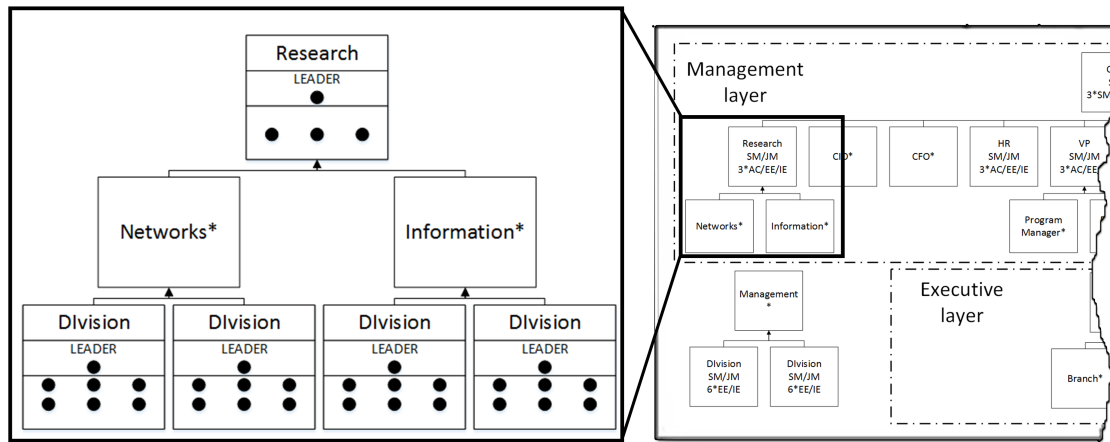 Research
LEADER
Networks*
Information*
DIvision
LEADER
DIvision
LEADER
DIvision
LEADER
DIvision
LEADER
Management
layer
3*SM
Research
SM/JM
3*AC/EE/IE
CIO*
CFO*
HR
SM/JM
3*AC/EE/IE
VP
SM/JM
3*AC/EE
Networks*
Information*
Program
Manager*
Management
*
DIvision
SM/JM
6*EE/IE
DIvision
SM/JM
6*EE/IE
Executive
layer
Branch*